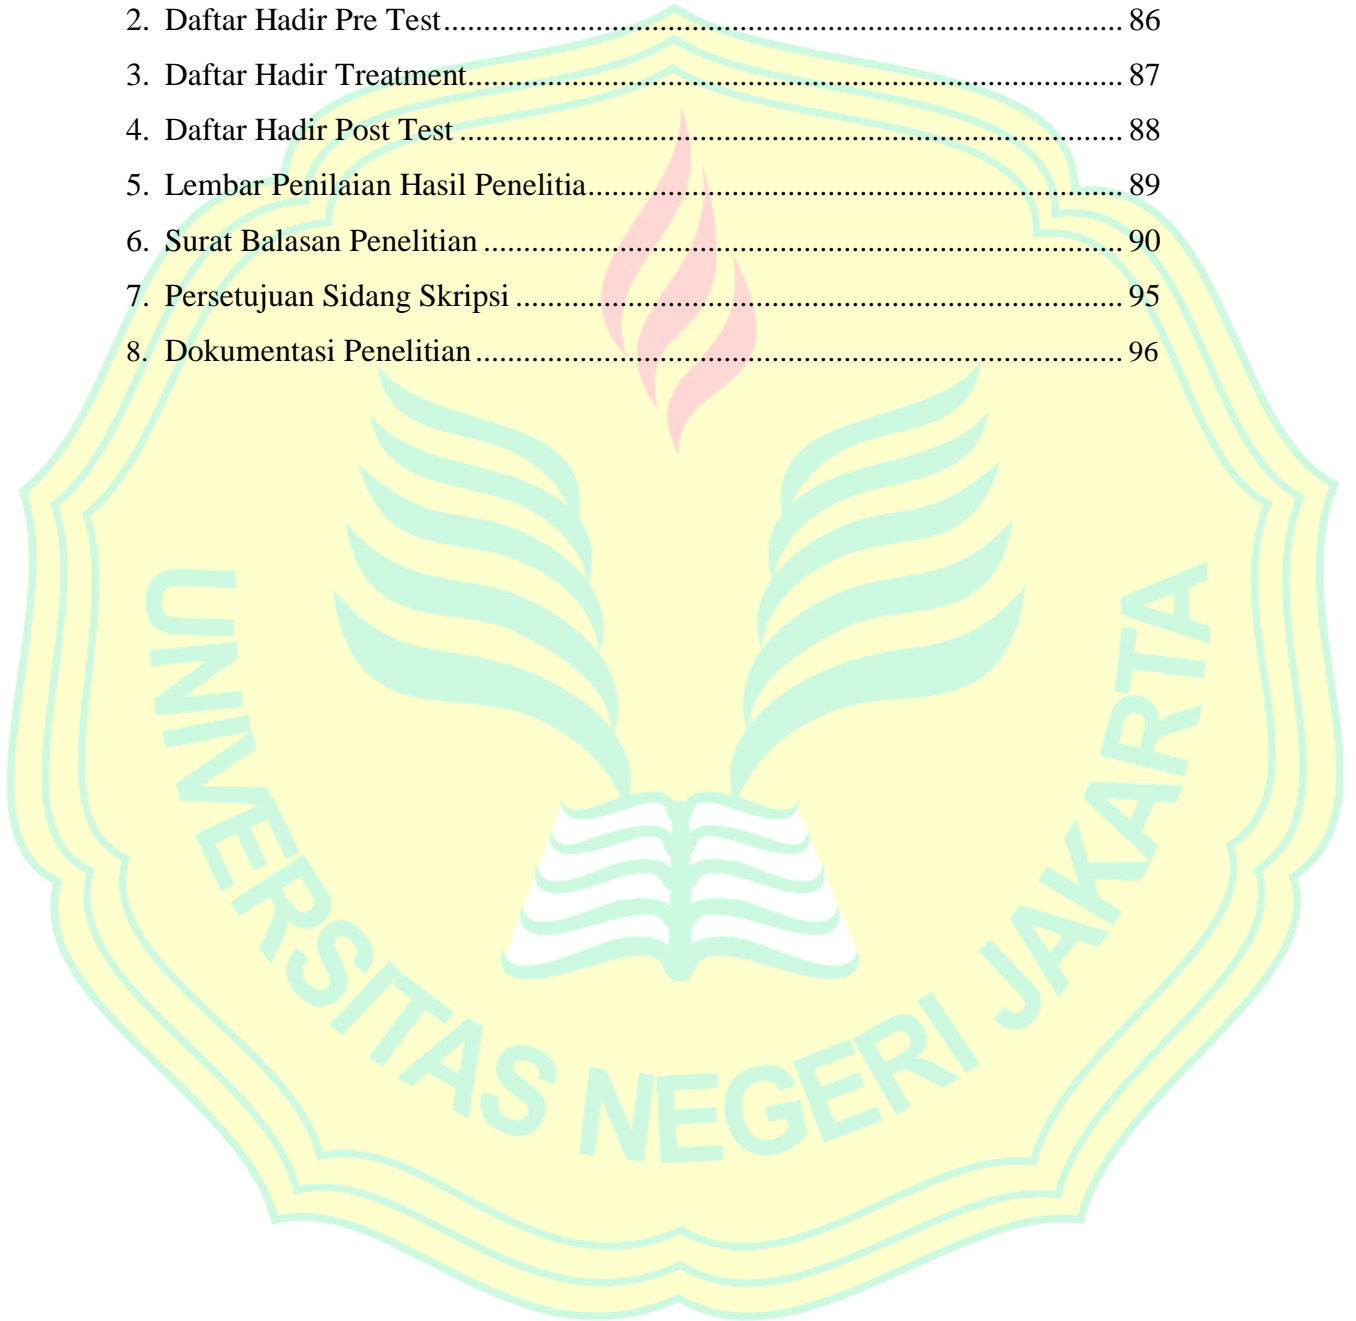 2. Daftar Hadir Pre Test.................................................................................... 86
3. Daftar Hadir Treatment................................................................................. 87
4. Daftar Hadir Post Test .................................................................................. 88
5. Lembar Penilaian Hasil Penelitia.................................................................. 89
6. Surat Balasan Penelitian ............................................................................... 90
7. Persetujuan Sidang Skripsi ........................................................................... 95
8. Dokumentasi Penelitian ................................................................................ 96
UNIVERSITAS NEGERI JAKARTA